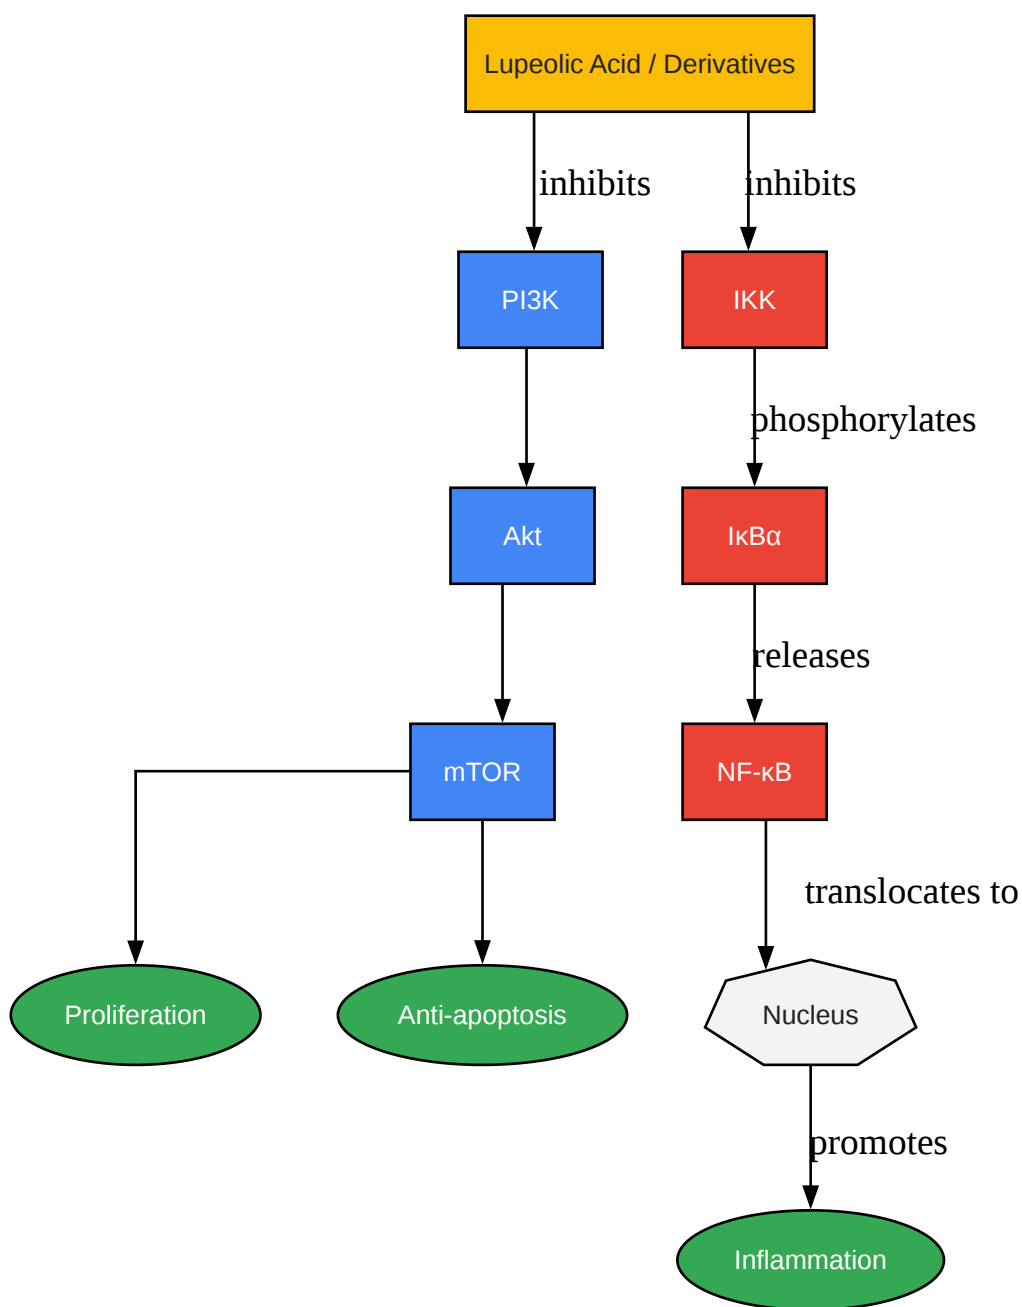 Lupeolic Acid / Derivatives
inhibits
inhibits
PI3K
IKK
phosphorylates
Akt
IκBα
releases
mTOR
NF-κB
translocates to
Proliferation
Anti-apoptosis
Nucleus
promotes
Inflammation